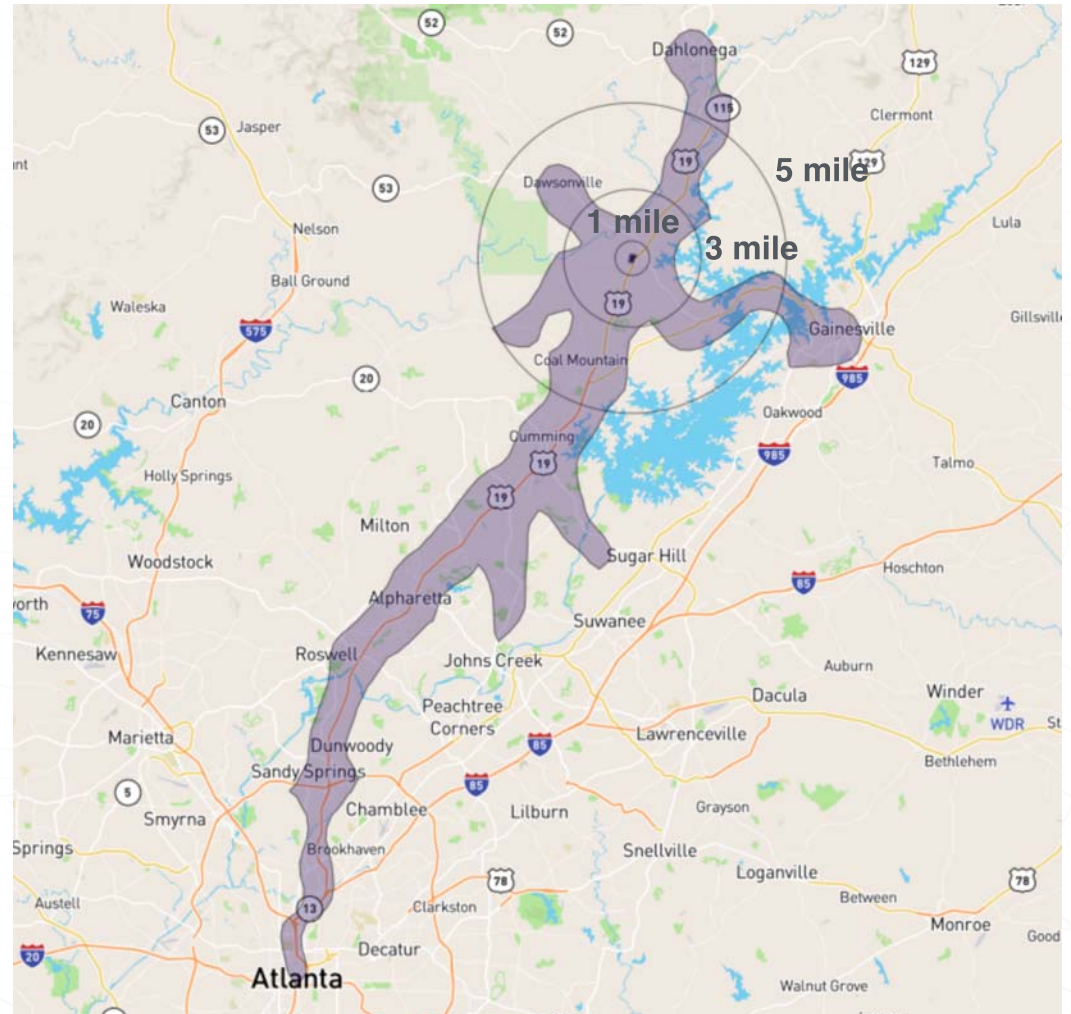 52
52
Dahlonega
129
115
Clermont
53
Jasper
129
19
5 mile
53
Dawsonville
1 mile
Lula
Nelson
3 mile
Ball Ground
Waleska
19
Gillsville
575
Gainesville
Coal Mountain
20
985
Canton
Oakwood
20
Cumming
985
19
Talmo
Holly Springs
19
Milton
Sugar Hill
Woodstock
Hoschton
85
75
orth
Alpharetta
Suwanee
Kennesaw
Roswell
Johns Creek
Auburn
Dacula
Winder
Peachtree
Corners
WDR
St
Marietta
85
Lawrenceville
Dunwoody
Bethlehem
Sandy Springs
85
5
Chamblee
Grayson
Lilburn
Smyrna
Springs
Brookhaven
Snellville
Loganville
78
78
Between
Austell
13
Clarkston
Monroe
Good
20
Decatur
Atlanta
Walnut Grove